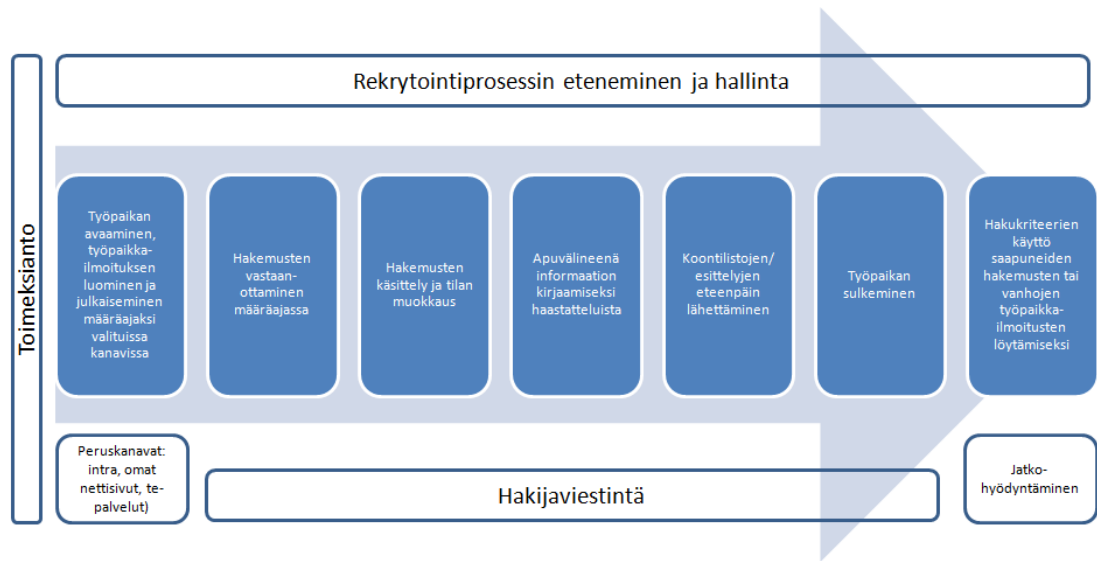 Toimeksianto
Rekrytointiprosessin eteneminen ja hallinta
Työpaikan
avaaminen,
työpaikka-
ilmoituksen
luominen ja
julkaiseminen
määräajaksi
valituissa
kanavissa
Hakemusten
vastaan-
ottaminen
määräajassa
Hakemusten
käsittely ja tilan
muokkaus
Apuvälineenä
informaation
kirjaamiseksi
haastatteluista
Koontilistojen/
esittelyjen
eteenpäin
lähettäminen
Työpaikan
sulkeminen
Hakukriteerien
käyttö
saapuneiden
hakemusten tai
vanhojen
työpaikka-
ilmoitusten
löytämiseksi
Peruskanavat:
intra, omat
nettisivut, te-
palvelut)
Hakijaviestintä
Jatko-
hyödyntäminen